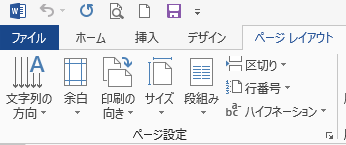 ファイル ホーム 挿入 デザイン ページ レイアウト
文字列の方向 余白 印刷の向き サイズ 段組み
区切り
行番号
ハイフネーション
ページ設定